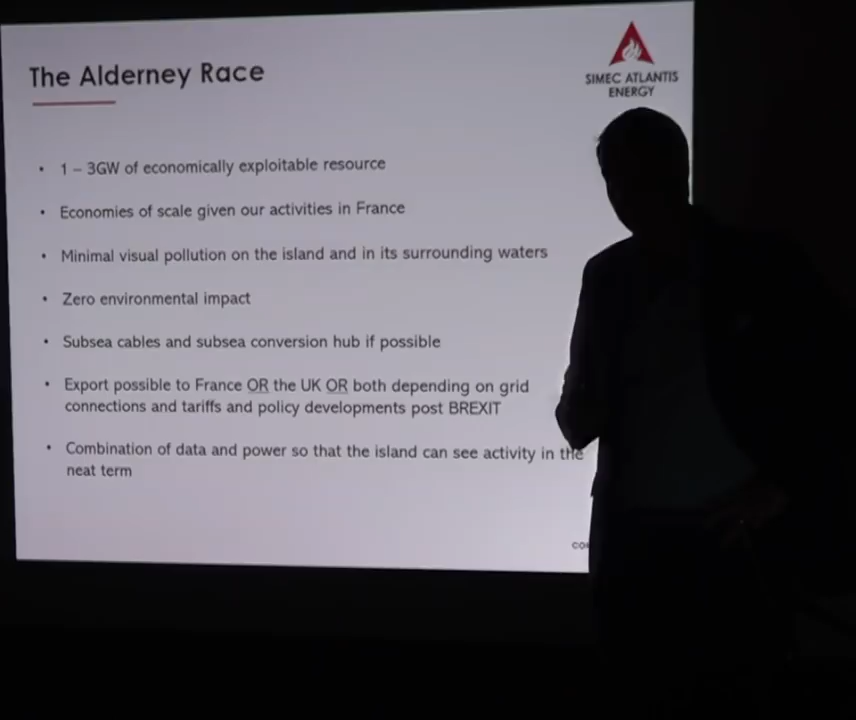 The Alderney Race
SIMEC ATLANTIS
ENERGY
• 1 – 3GW of economically exploitable resource
• Economies of scale given our activities in France
• Minimal visual pollution on the island and in its surrounding waters
• Zero environmental impact
• Subsea cables and subsea conversion hub if possible
• Export possible to France OR the UK OR both depending on grid
connections and tariffs and policy developments post BREXIT
• Combination of data and power so that the island can see activity in the
neat term